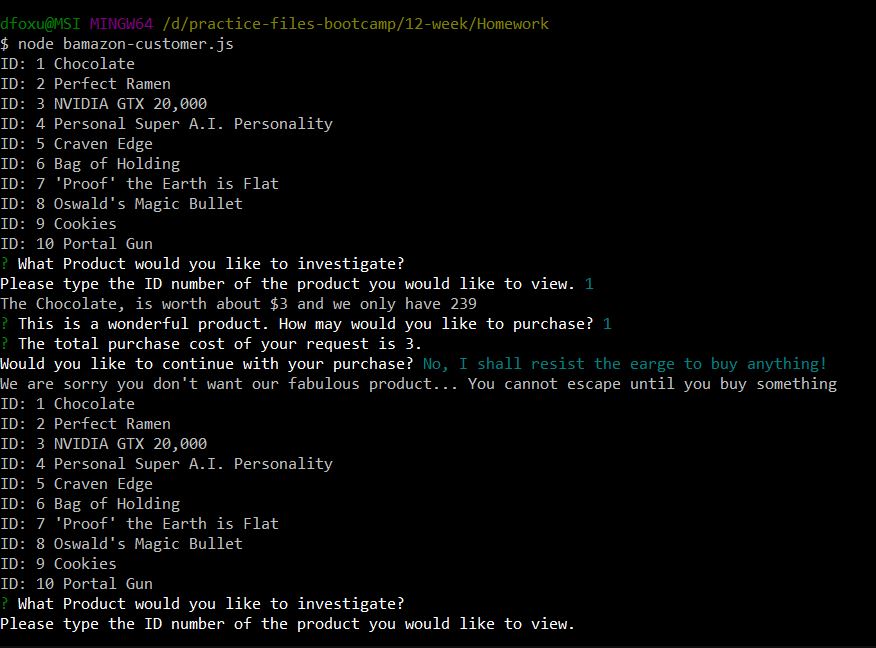 dfoxu@MSI MINGW64 /d/practice-files-bootcamp/12-week/Homework
$ node bamazon-customer.js
ID: 1 Chocolate
ID: 2 Perfect Ramen
ID: 3 NVIDIA GTX 20,000
ID: 4 Personal Super A.I. Personality
ID: 5 Craven Edge
ID: 6 Bag of Holding
ID: 7 'Proof' the Earth is Flat
ID: 8 Oswald's Magic Bullet
ID: 9 Cookies
ID: 10 Portal Gun
? What Product would you like to investigate?
Please type the ID number of the product you would like to view. 1
The Chocolate, is worth about $3 and we only have 239
? This is a wonderful product. How may would you like to purchase? 1
? The total purchase cost of your request is 3.
Would you like to continue with your purchase? No, I shall resist the earge to buy anything!
We are sorry you don't want our fabulous product... You cannot escape until you buy something
ID: 1 Chocolate
ID: 2 Perfect Ramen
ID: 3 NVIDIA GTX 20,000
ID: 4 Personal Super A.I. Personality
ID: 5 Craven Edge
ID: 6 Bag of Holding
ID: 7 'Proof' the Earth is Flat
ID: 8 Oswald's Magic Bullet
ID: 9 Cookies
ID: 10 Portal Gun
? What Product would you like to investigate?
Please type the ID number of the product you would like to view.